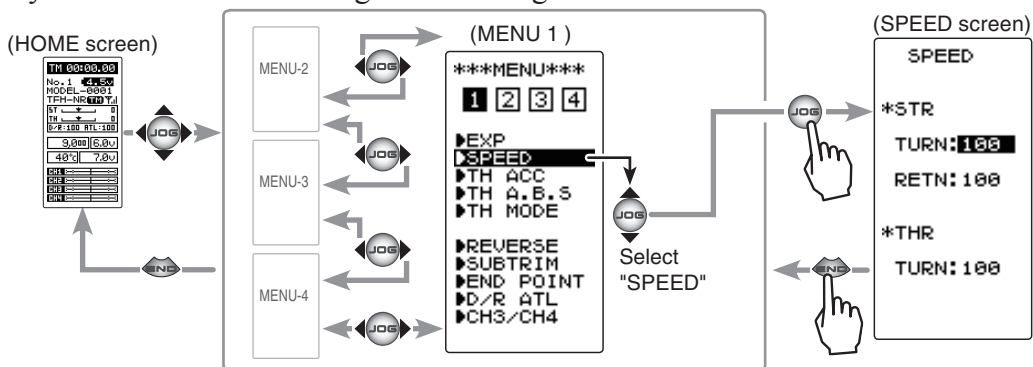 (HOME screen)
TM 00:00.00
No.1 4.5v
MODEL-0001
TFH-NR TM
ST 0
TH 0
D/R:100 ATL:100
9,000 6.0v
40℃ 7.0v
CH1
CH2
CH3
CH4
JOG
END
MENU-2
MENU-3
MENU-4
JOG
JOG
JOG
JOG
(MENU 1 )
***MENU***
1 2 3 4
EXP
SPEED
TH ACC
TH A.B.S
TH MODE
REVERSE
SUBTRIM
END POINT
D/R ATL
CH3/CH4
JOG
Select
"SPEED"
JOG
END
(SPEED screen)
SPEED
*STR
TURN:100
RETN:100
*THR
TURN:100